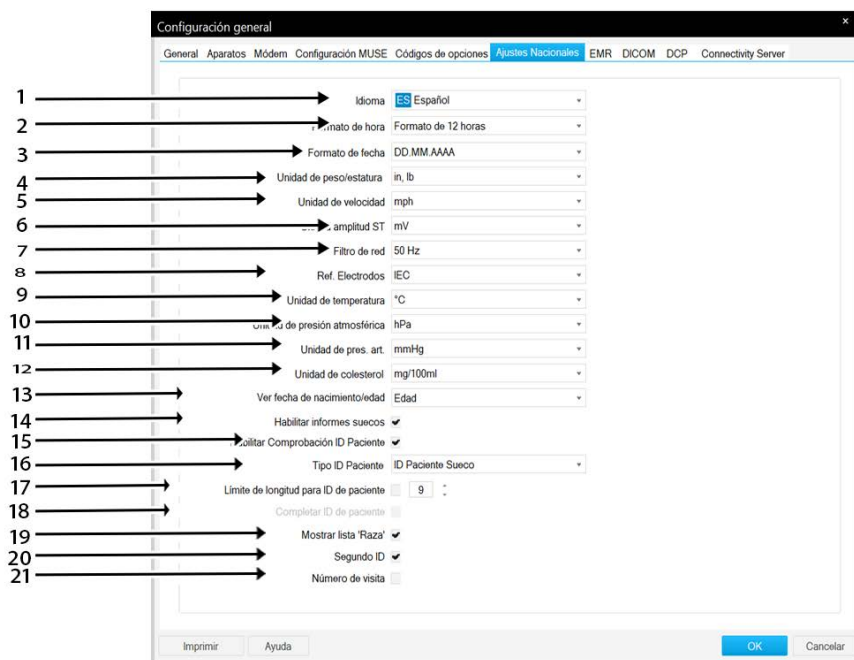 Configuración general
×
General Aparatos Módem Configuración MUSE Códigos de opciones Ajustes Nacionales EMR DICOM DCP Connectivity Server
1 Idioma ES Español
2 de hora Formato de 12 horas
3 Formato de fecha DD.MM.AAAA
4 Unidad de peso/estatura in, lb
5 Unidad de velocidad mph
6 amplitud ST mV
7 Filtro de red 50 Hz
8 Ref. Electrodos IEC
9 Unidad de temperatura °C
10 de presión atmosférica hPa
11 Unidad de pres. art. mmHg
12 Unidad de colesterol mg/100ml
13 Ver fecha de nacimiento/edad Edad
14 Habilitar informes suecos
15 Comprobación ID Paciente
16 Tipo ID Paciente ID Paciente Sueco
17 Límite de longitud para ID de paciente 9
18 Completar ID de paciente
19 Mostrar lista 'Raza'
20 Segundo ID
21 Número de visita
Imprimir Ayuda OK Cancelar